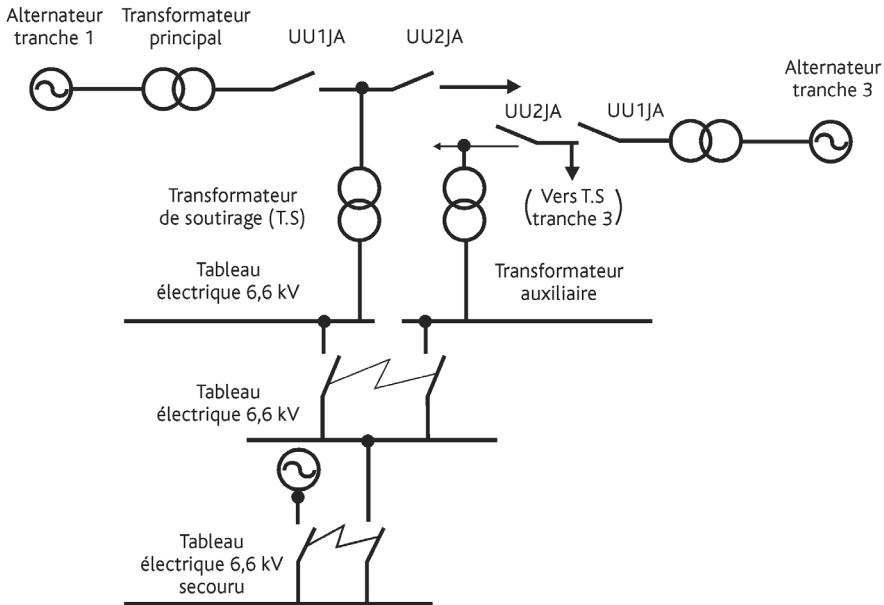 Alternateur
tranche 1
Transformateur
principal
UU1JA
UU2JA
Alternateur
tranche 3
UU2JA
UU1JA
Transformateur
de soutirage (T.S)
(Vers T.S
tranche 3)
Tableau
électrique 6,6 kV
Transformateur
auxiliaire
Tableau
électrique 6,6 kV
Tableau
électrique 6,6 kV
secouru